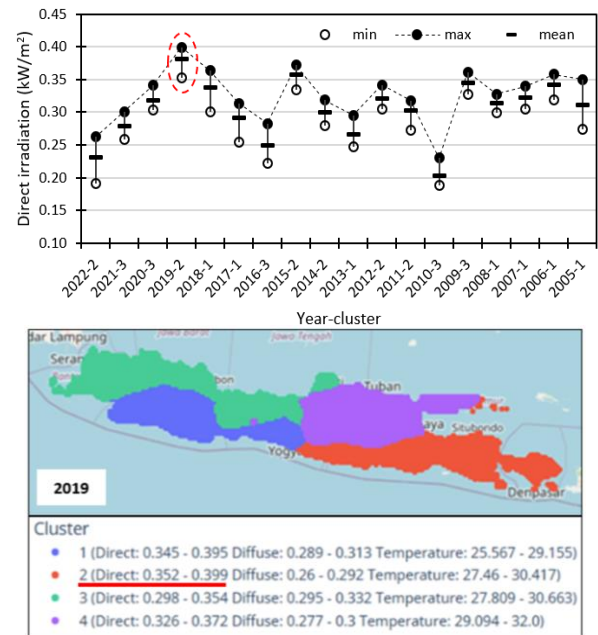 0.45
min
max
mean
0.40
0.35
0.30
0.25
0.20
0.15
0.10
Direct irradiation (kW/m²)
2022-2
2021-3
2020-3
2019-2
2018-1
2017-1
2016-3
2015-2
2014-2
2013-1
2012-2
2011-2
2010-3
2009-3
2008-1
2007-1
2006-1
2005-1
Year-cluster
dar Lampung
Jawa Barat
Jawa Tengah
Seran
bon
Tuban
aya
Situbondo
Yogy
Denpasar
2019
Cluster
1 (Direct: 0.345 - 0.395 Diffuse: 0.289 - 0.313 Temperature: 25.567 - 29.155)
2 (Direct: 0.352 - 0.399 Diffuse: 0.26 - 0.292 Temperature: 27.46 - 30.417)
3 (Direct: 0.298 - 0.354 Diffuse: 0.295 - 0.332 Temperature: 27.809 - 30.663)
4 (Direct: 0.326 - 0.372 Diffuse: 0.277 - 0.3 Temperature: 29.094 - 32.0)